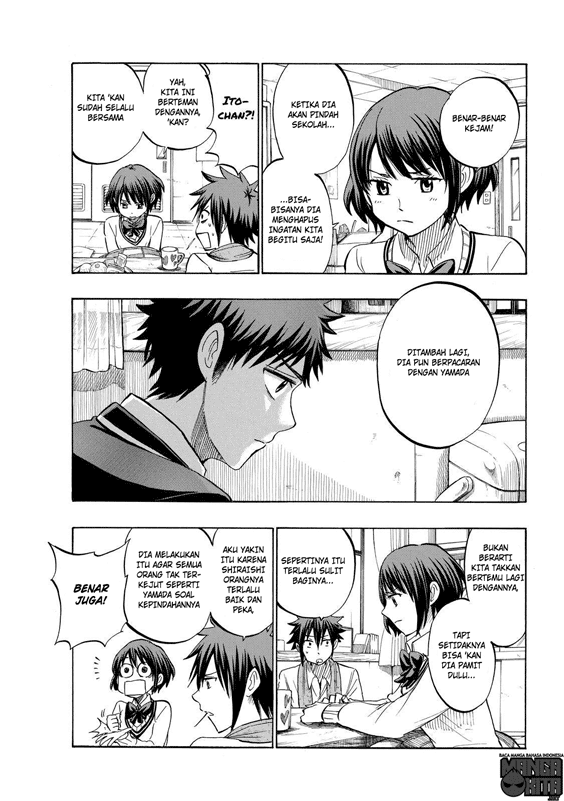 BENAR-BENAR
KEJAM!
KETIKA DIA
AKAN PINDAH
SEKOLAH...
...BISA-
BISANYA DIA
MENGHAPUS
INGATAN KITA
BEGITU SAJA!
ITO-
CHAN?!
YAH,
KITA INI
BERTEMAN
DENGANNYA,
'KAN?
KITA 'KAN
SUDAH SELALU
BERSAMA
DITAMBAH LAGI,
DIA PUN BERPACARAN
DENGAN YAMADA
BUKAN
BERARTI
KITA TAKKAN
BERTEMU LAGI
DENGANNYA,
TAPI
SETIDAKNYA
BISA 'KAN
DIA PAMIT
DULU...
SEPERTINYA ITU
TERLALU SULIT
BAGINYA...
AKU YAKIN
ITU KARENA
SHIRAISHI
ORANGNYA
TERLALU
BAIK DAN
PEKA,
DIA MELAKUKAN
ITU AGAR SEMUA
ORANG TAK TER-
KEJUT SEPERTI
YAMADA SOAL
KEPINDAHANNYA
BENAR
JUGA!
BACA MANGA BAHASA INDONESIA
MANGA
KITA